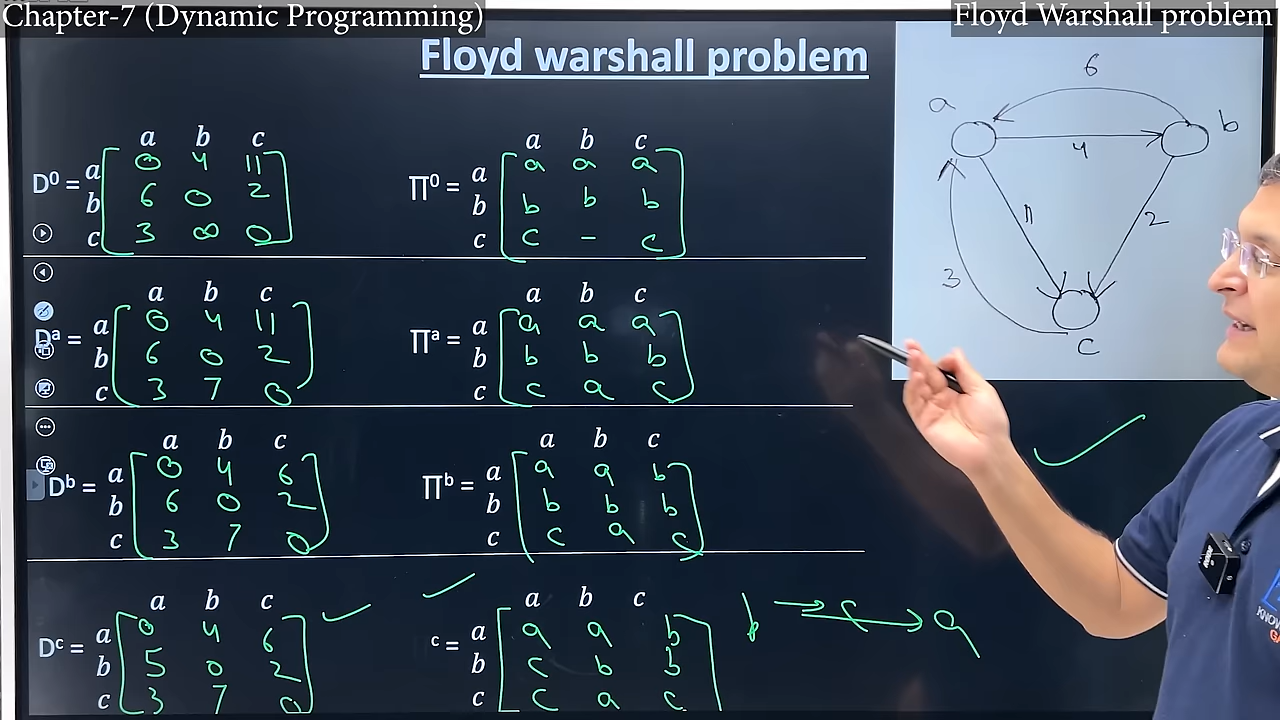 Chapter-7 (Dynamic Programming)
Floyd Warshall problem
Floyd warshall problem
a b c
D⁰ = a 0 4 11
b 6 0 2
c 3 ∞ 0
a b c
Π⁰ = a a a a
b b b b
c c – c
a b c
Dᵃ = a 0 4 11
b 6 0 2
c 3 7 0
a b c
Πᵃ = a a a a
b b b b
c c a c
a b c
Dᵇ = a 0 4 6
b 6 0 2
c 3 7 0
a b c
Πᵇ = a a a b
b b b b
c c a c
a b c
Dᶜ = a 0 4 6
b 5 0 2
c 3 7 0
a b c
ᶜ = a a a b
b c b b
c c a c
b → c → a
6
a
b
4
11
2
3
c